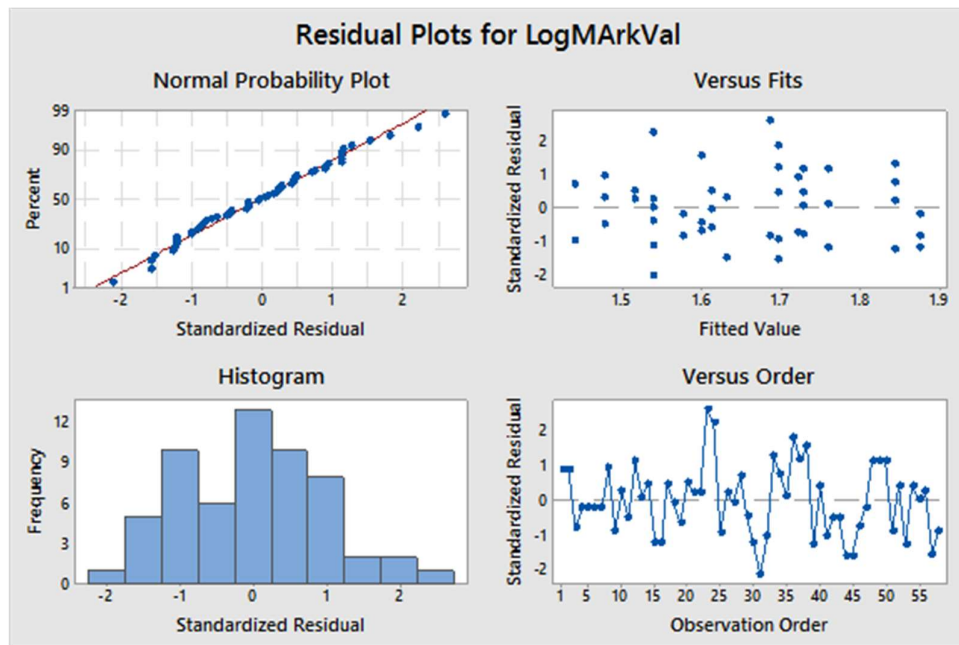 Residual Plots for LogMArkVal
Normal Probability Plot
99
90
50
10
1
Percent
-2 -1 0 1 2
Standardized Residual
Versus Fits
2
1
0
-1
-2
Standardized Residual
1.5 1.6 1.7 1.8 1.9
Fitted Value
Histogram
12
9
6
3
0
Frequency
-2 -1 0 1 2
Standardized Residual
Versus Order
2
1
0
-1
-2
Standardized Residual
1 5 10 15 20 25 30 35 40 45 50 55
Observation Order